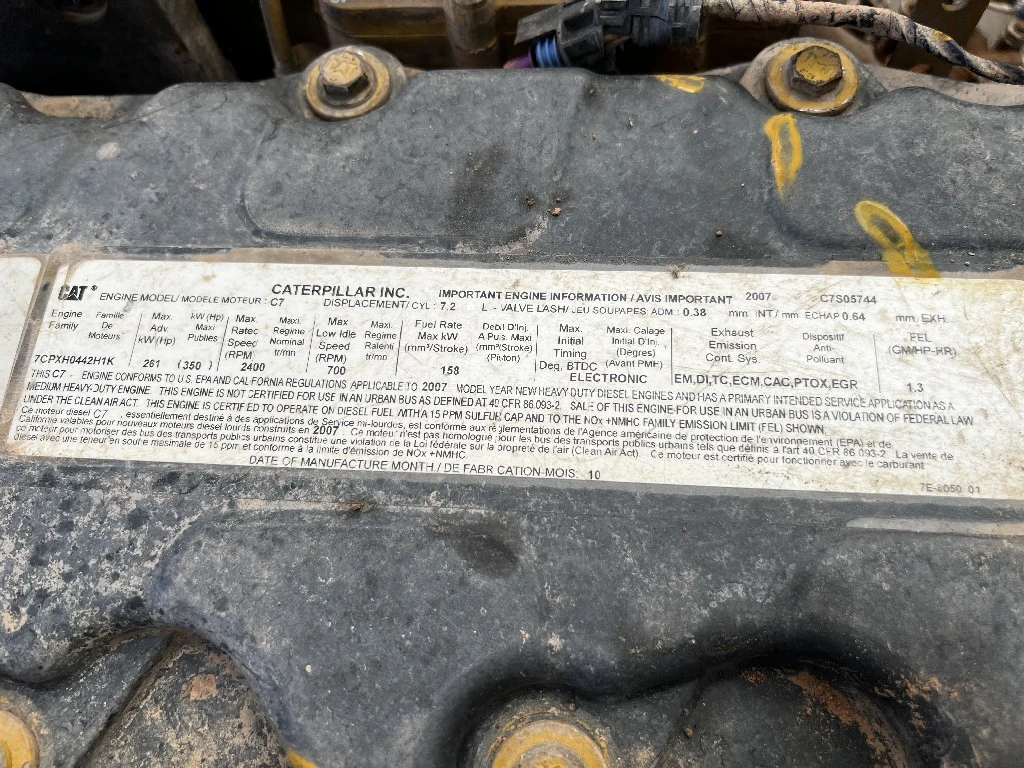 CAT® CATERPILLAR INC. IMPORTANT ENGINE INFORMATION / AVIS IMPORTANT 2007 C7S05744
ENGINE MODEL/ MODELE MOTEUR : C7 DISPLACEMENT/ CYL : 7.2 L - VALVE LASH/ JEU SOUPAPES: ADM : 0.38 mm INT / mm ECHAP 0.64 mm EXH.
Engine Family Famille De Moteurs Max. Adv. kW(Hp) kW(Hp) Maxi Publies Max. Rated Speed (RPM) Maxi. Regime Nominal tr/mn Max Low Idle Speed (RPM) Maxi. Regime Ralenti tr/mn Fuel Rate Max kW (mm³/Stroke) Debit D'Inj. A Puis. Maxi (mm³/Stroke) (Piston) Max. Initial Timing Deg. BTDC Maxi Calage Initial D'Inj. (Degres) (Avant PMH) Exhaust Emission Cont. Sys. Dispositif Anti- Polluant FEL (GM/HP-HR)
7CPXH0442H1K 261 (350) 2400 700 158 ELECTRONIC EM,DI,TC,ECM,CAC,PTOX,EGR 1.3
THIS C7 - ENGINE CONFORMS TO U.S. EPA AND CALIFORNIA REGULATIONS APPLICABLE TO 2007 MODEL YEAR NEW HEAVY DUTY DIESEL ENGINES AND HAS A PRIMARY INTENDED SERVICE APPLICATION AS A
MEDIUM HEAVY-DUTY ENGINE. THIS ENGINE IS NOT CERTIFIED FOR USE IN AN URBAN BUS AS DEFINED AT 40 CFR 86.093-2. SALE OF THIS ENGINE FOR USE IN AN URBAN BUS IS A VIOLATION OF FEDERAL LAW
UNDER THE CLEAN AIR ACT. THIS ENGINE IS CERTIFIED TO OPERATE ON DIESEL FUEL WITH A 15 PPM SULFUR CAP AND TO THE NOx +NMHC FAMILY EMISSION LIMIT (FEL) SHOWN.
Ce moteur diesel C7 , essentiellement destiné à des applications de Service mi-lourdes, est conforme aux réglementations de l'Agence américaine de protection de l'environnement (EPA) et de
Californie valables pour nouveaux moteurs diesel lourds construits en 2007 Ce moteur n'est pas homologué pour les bus des transports publics urbains tels que définis à l'art 40 CFR 86 093-2 La vente de
ce moteur pour motoriser des bus des transports publics urbains constitue une violation de la Loi fédérale sur la propreté de l'air (Clean Air Act). Ce moteur est certifié pour fonctionner avec le carburant
diesel avec une teneur en soufre maximale de 15 ppm et conforme à la limite d'émission de NOx +NMHC
DATE OF MANUFACTURE MONTH / DE FABRICATION-MOIS: 10
7E-8050 01